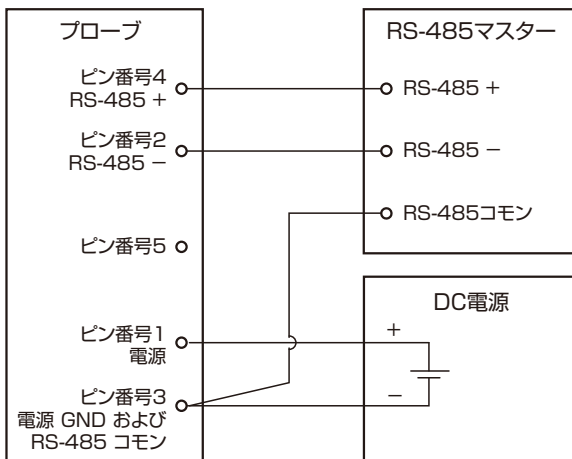 プローブ
ピン番号4
RS-485 +
ピン番号2
RS-485 −
ピン番号5
ピン番号1
電源
ピン番号3
電源 GND および
RS-485 コモン
RS-485マスター
RS-485 +
RS-485 −
RS-485コモン
DC電源
+
−